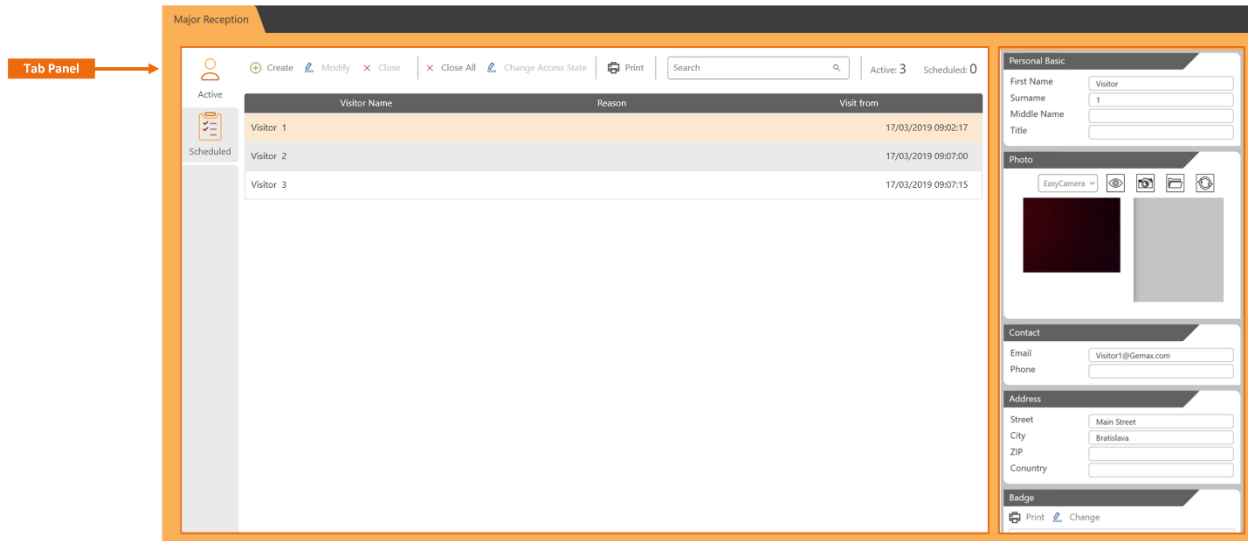 Major Reception
Tab Panel
Active
Scheduled
Create Modify Close Close All Change Access State Print Search Active: 3 Scheduled: 0
Visitor Name Reason Visit from
Visitor 1 17/03/2019 09:02:17
Visitor 2 17/03/2019 09:07:00
Visitor 3 17/03/2019 09:07:15
Personal Basic
First Name Visitor
Surname 1
Middle Name
Title
Photo
EasyCamera
Contact
Email Visitor1@Gemax.com
Phone
Address
Street Main Street
City Bratislava
ZIP
Conuntry
Badge
Print Change